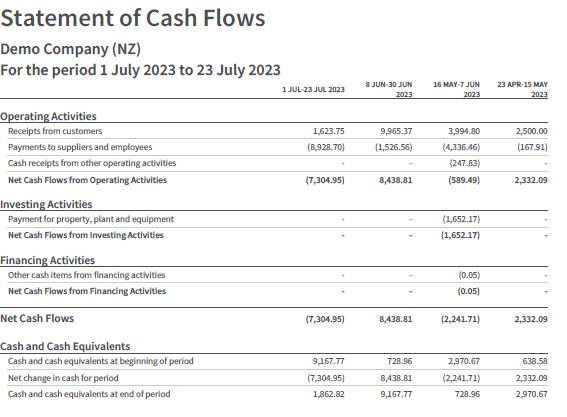 Statement of Cash Flows
Demo Company (NZ)
For the period 1 July 2023 to 23 July 2023
1 JUL-23 JUL 2023 8 JUN-30 JUN 2023 16 MAY-7 JUN 2023 23 APR-15 MAY 2023
Operating Activities
Receipts from customers 1,623.75 9,965.37 3,994.80 2,500.00
Payments to suppliers and employees (8,928.70) (1,526.56) (4,336.46) (167.91)
Cash receipts from other operating activities - - (247.83) -
Net Cash Flows from Operating Activities (7,304.95) 8,438.81 (589.49) 2,332.09
Investing Activities
Payment for property, plant and equipment - - (1,652.17) -
Net Cash Flows from Investing Activities - - (1,652.17) -
Financing Activities
Other cash items from financing activities - - (0.05) -
Net Cash Flows from Financing Activities - - (0.05) -
Net Cash Flows (7,304.95) 8,438.81 (2,241.71) 2,332.09
Cash and Cash Equivalents
Cash and cash equivalents at beginning of period 9,167.77 728.96 2,970.67 638.58
Net change in cash for period (7,304.95) 8,438.81 (2,241.71) 2,332.09
Cash and cash equivalents at end of period 1,862.82 9,167.77 728.96 2,970.67